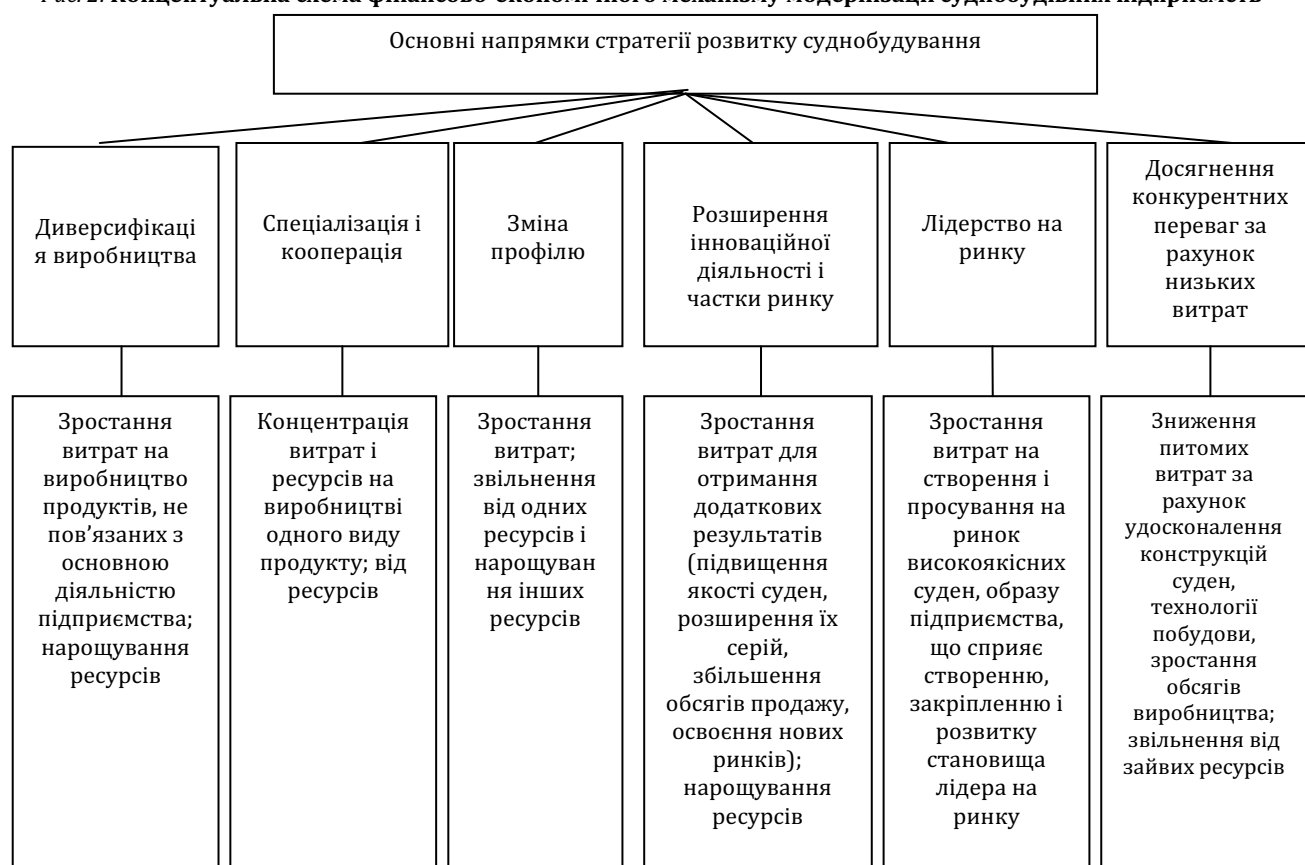 Основні напрямки стратегії розвитку суднобудування
Диверсифікаці
я виробництва
Спеціалізація і
кооперація
Зміна
профілю
Розширення
інноваційної
діяльності і
частки ринку
Лідерство на
ринку
Досягнення
конкурентних
переваг за
рахунок
низьких
витрат
Зростання
витрат на
виробництво
продуктів, не
пов’язаних з
основною
діяльністю
підприємства;
нарощування
ресурсів
Концентрація
витрат і
ресурсів на
виробництві
одного виду
продукту; від
ресурсів
Зростання
витрат;
звільнення
від одних
ресурсів і
нарощуван
ня інших
ресурсів
Зростання
витрат для
отримання
додаткових
результатів
(підвищення
якості суден,
розширення їх
серій,
збільшення
обсягів продажу,
освоєння нових
ринків);
нарощування
ресурсів
Зростання
витрат на
створення і
просування на
ринок
високоякісних
суден, образу
підприємства,
що сприяє
створенню,
закріпленню і
розвитку
становища
лідера на
ринку
Зниження
питомих
витрат за
рахунок
удосконалення
конструкцій
суден,
технології
побудови,
зростання
обсягів
виробництва;
звільнення від
зайвих ресурсів